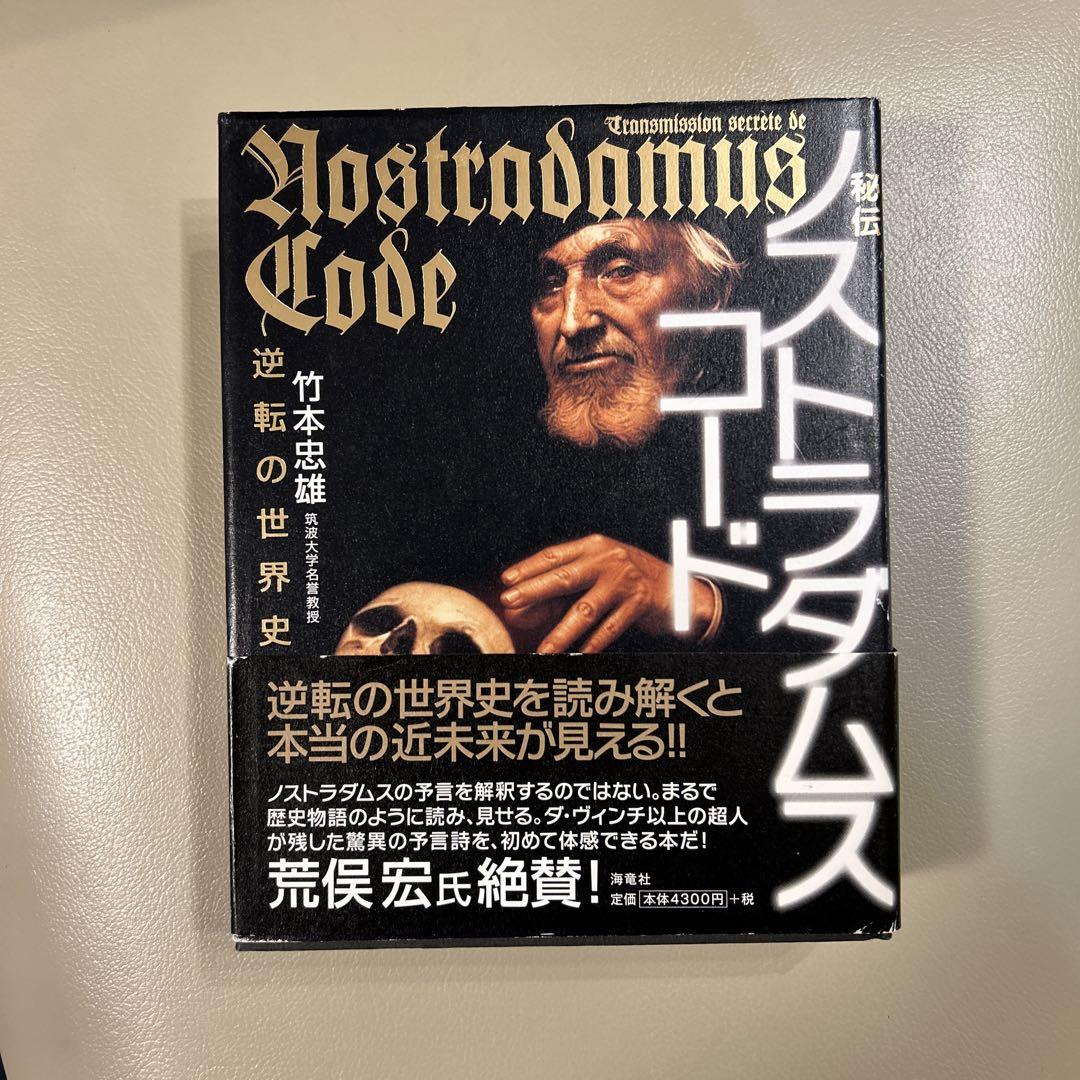 Transmission secrète de
Nostradamus
Code
秘伝
ノストラダムス
コード
逆転の世界史
竹本忠雄
筑波大学名誉教授
逆転の世界史を読み解くと
本当の近未来が見える!!
ノストラダムスの予言を解釈するのではない。まるで
歴史物語のように読み、見せる。ダ・ヴィンチ以上の超人
が残した驚異の予言詩を、初めて体感できる本だ!
荒俣 宏氏 絶賛!
海竜社
定価 本体4300円 +税